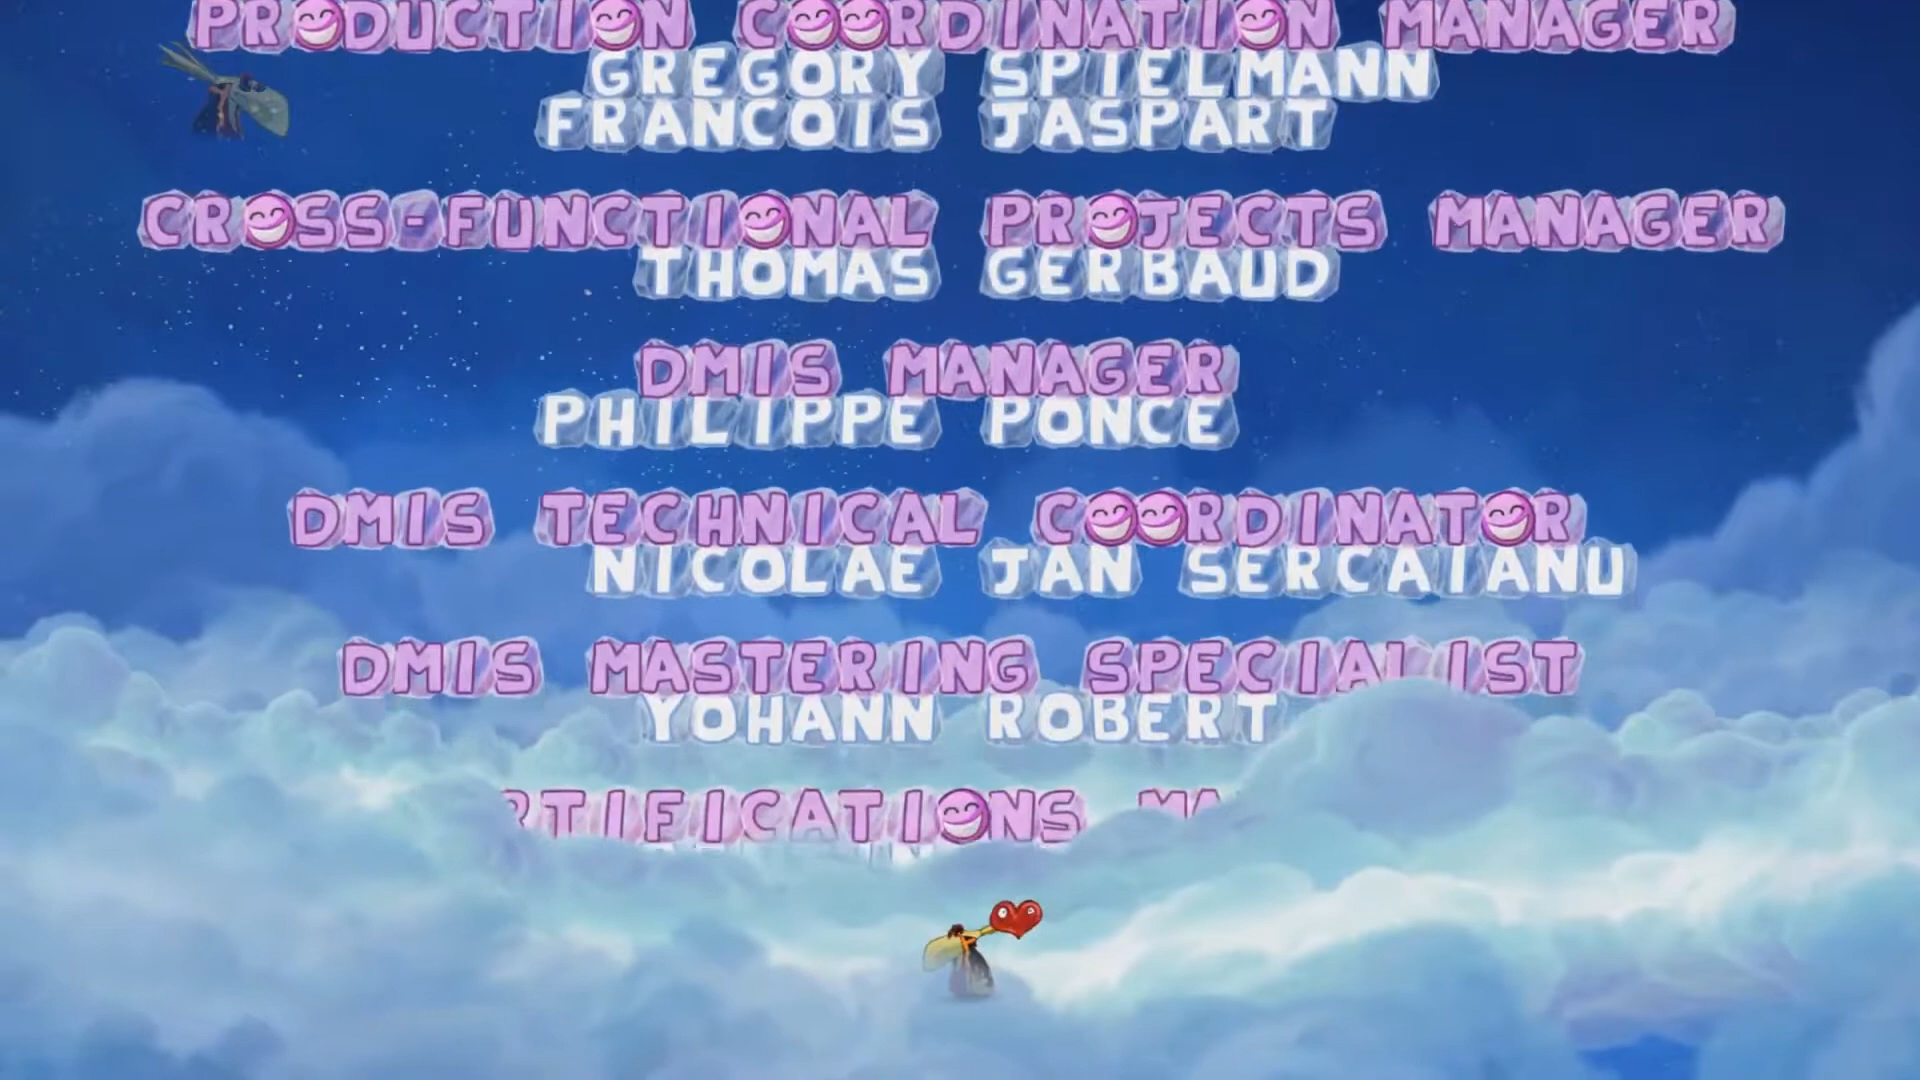 PRODUCTION COORDINATION MANAGER
GREGORY SPIELMANN
FRANCOIS JASPART
CROSS-FUNCTIONAL PROJECTS MANAGER
THOMAS GERBAUD
DMIS MANAGER
PHILIPPE PONCE
DMIS TECHNICAL COORDINATOR
NICOLAE JAN SERCAIANU
DMIS MASTERING SPECIALIST
YOHANN ROBERT